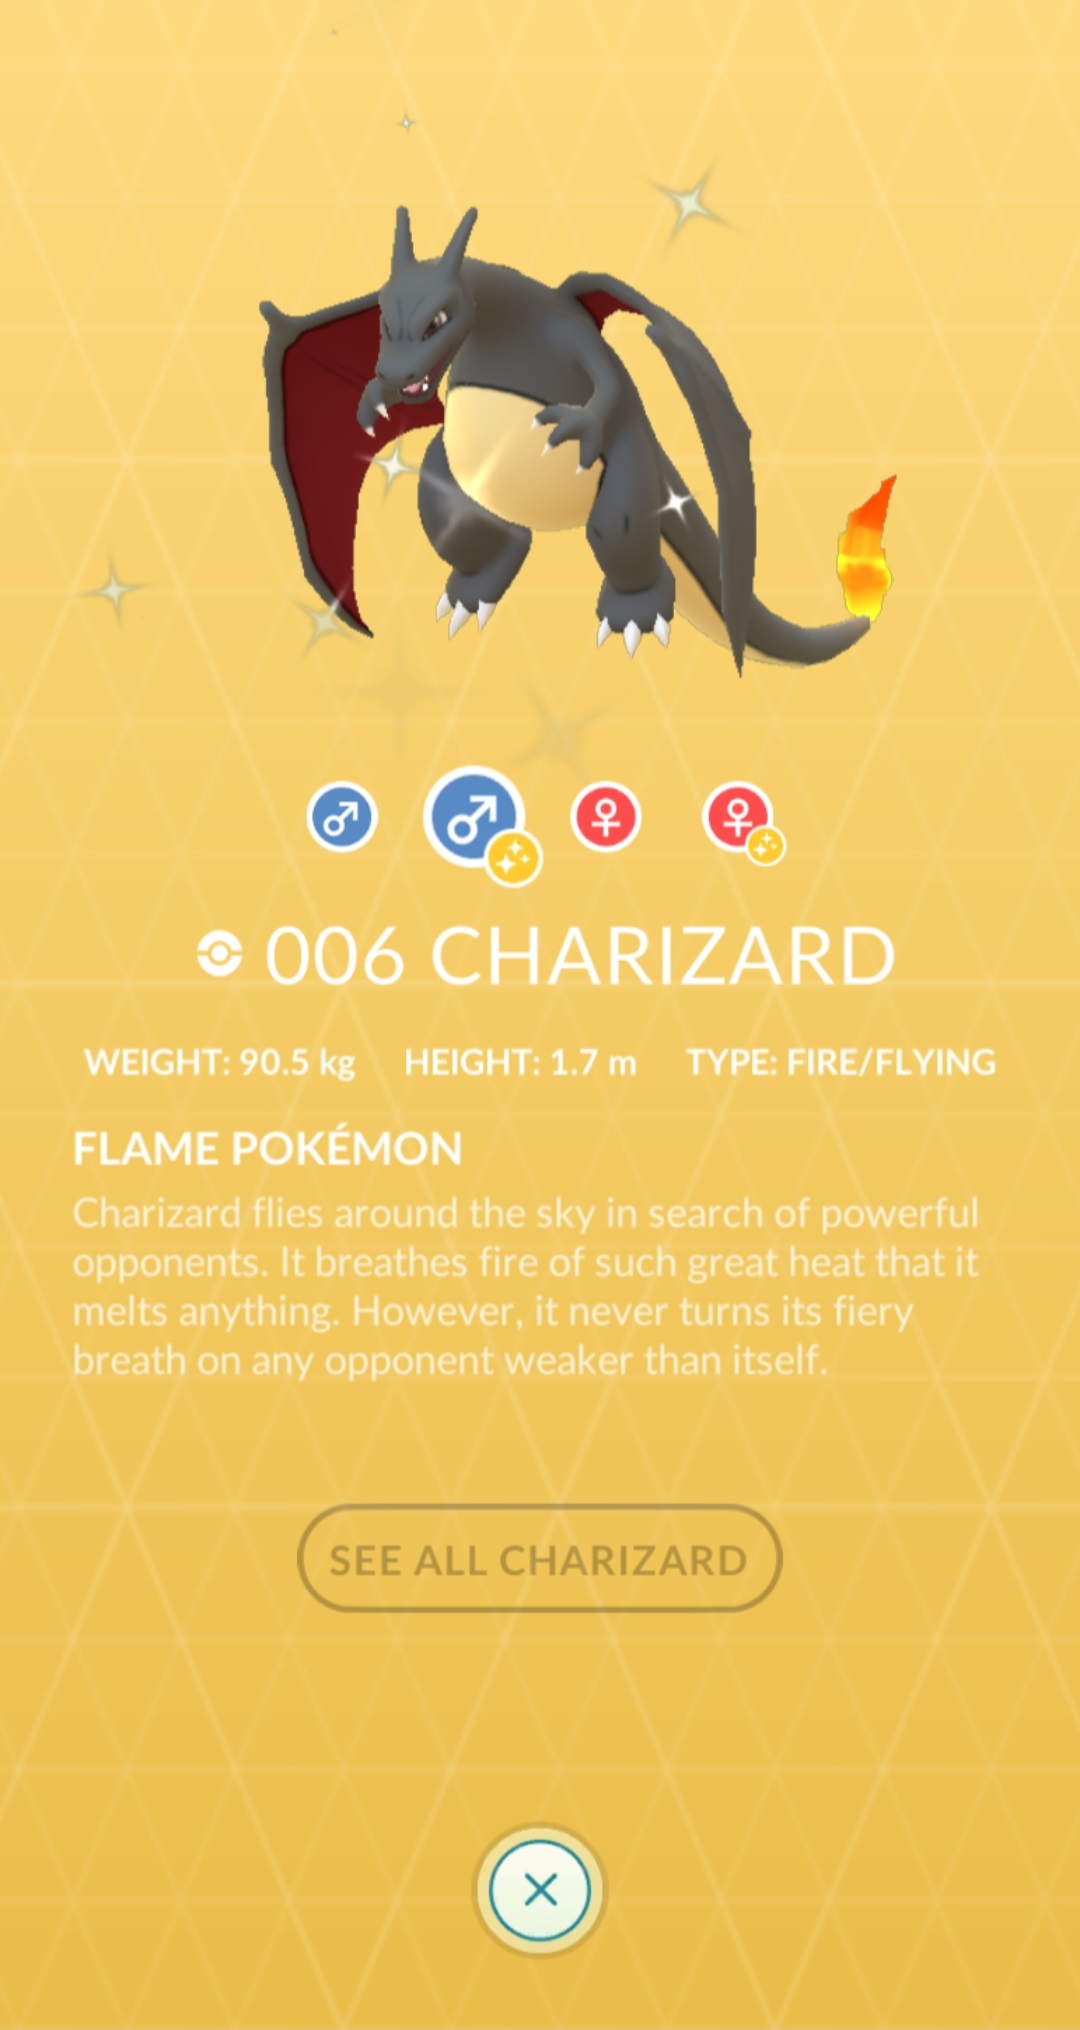 006 CHARIZARD
WEIGHT: 90.5 kg HEIGHT: 1.7 m TYPE: FIRE/FLYING
FLAME POKÉMON
Charizard flies around the sky in search of powerful
opponents. It breathes fire of such great heat that it
melts anything. However, it never turns its fiery
breath on any opponent weaker than itself.
SEE ALL CHARIZARD